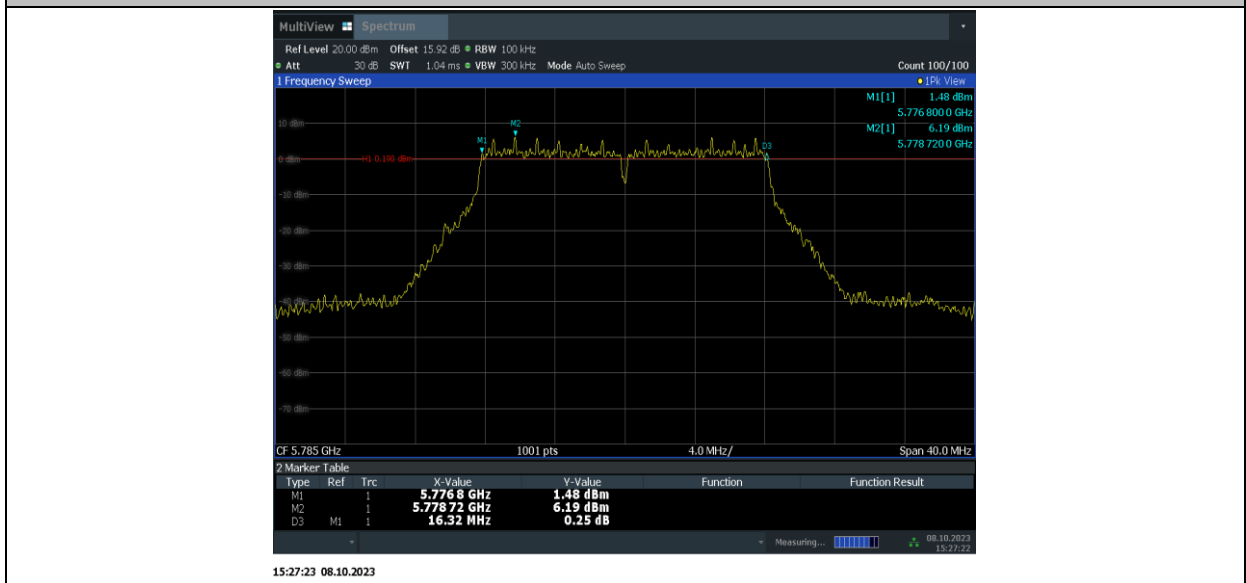 MultiView Spectrum
Ref Level 20.00 dBm Offset 15.92 dB RBW 100 kHz
Att 30 dB SWT 1.04 ms VBW 300 kHz Mode Auto Sweep Count 100/100
1 Frequency Sweep 1Pk View
M1[1] 1.48 dBm
5.776 800 0 GHz
10 dBm M2 M2[1] 6.19 dBm
M1 D3 5.778 720 0 GHz
0 dBm H1 0.190 dBm
-10 dBm
-20 dBm
-30 dBm
-40 dBm
-50 dBm
-60 dBm
-70 dBm
CF 5.785 GHz 1001 pts 4.0 MHz/ Span 40.0 MHz
2 Marker Table
Type Ref Trc X-Value Y-Value Function Function Result
M1 1 5.776 8 GHz 1.48 dBm
M2 1 5.778 72 GHz 6.19 dBm
D3 M1 1 16.32 MHz 0.25 dB
Measuring... 08.10.2023
15:27:22
15:27:23 08.10.2023